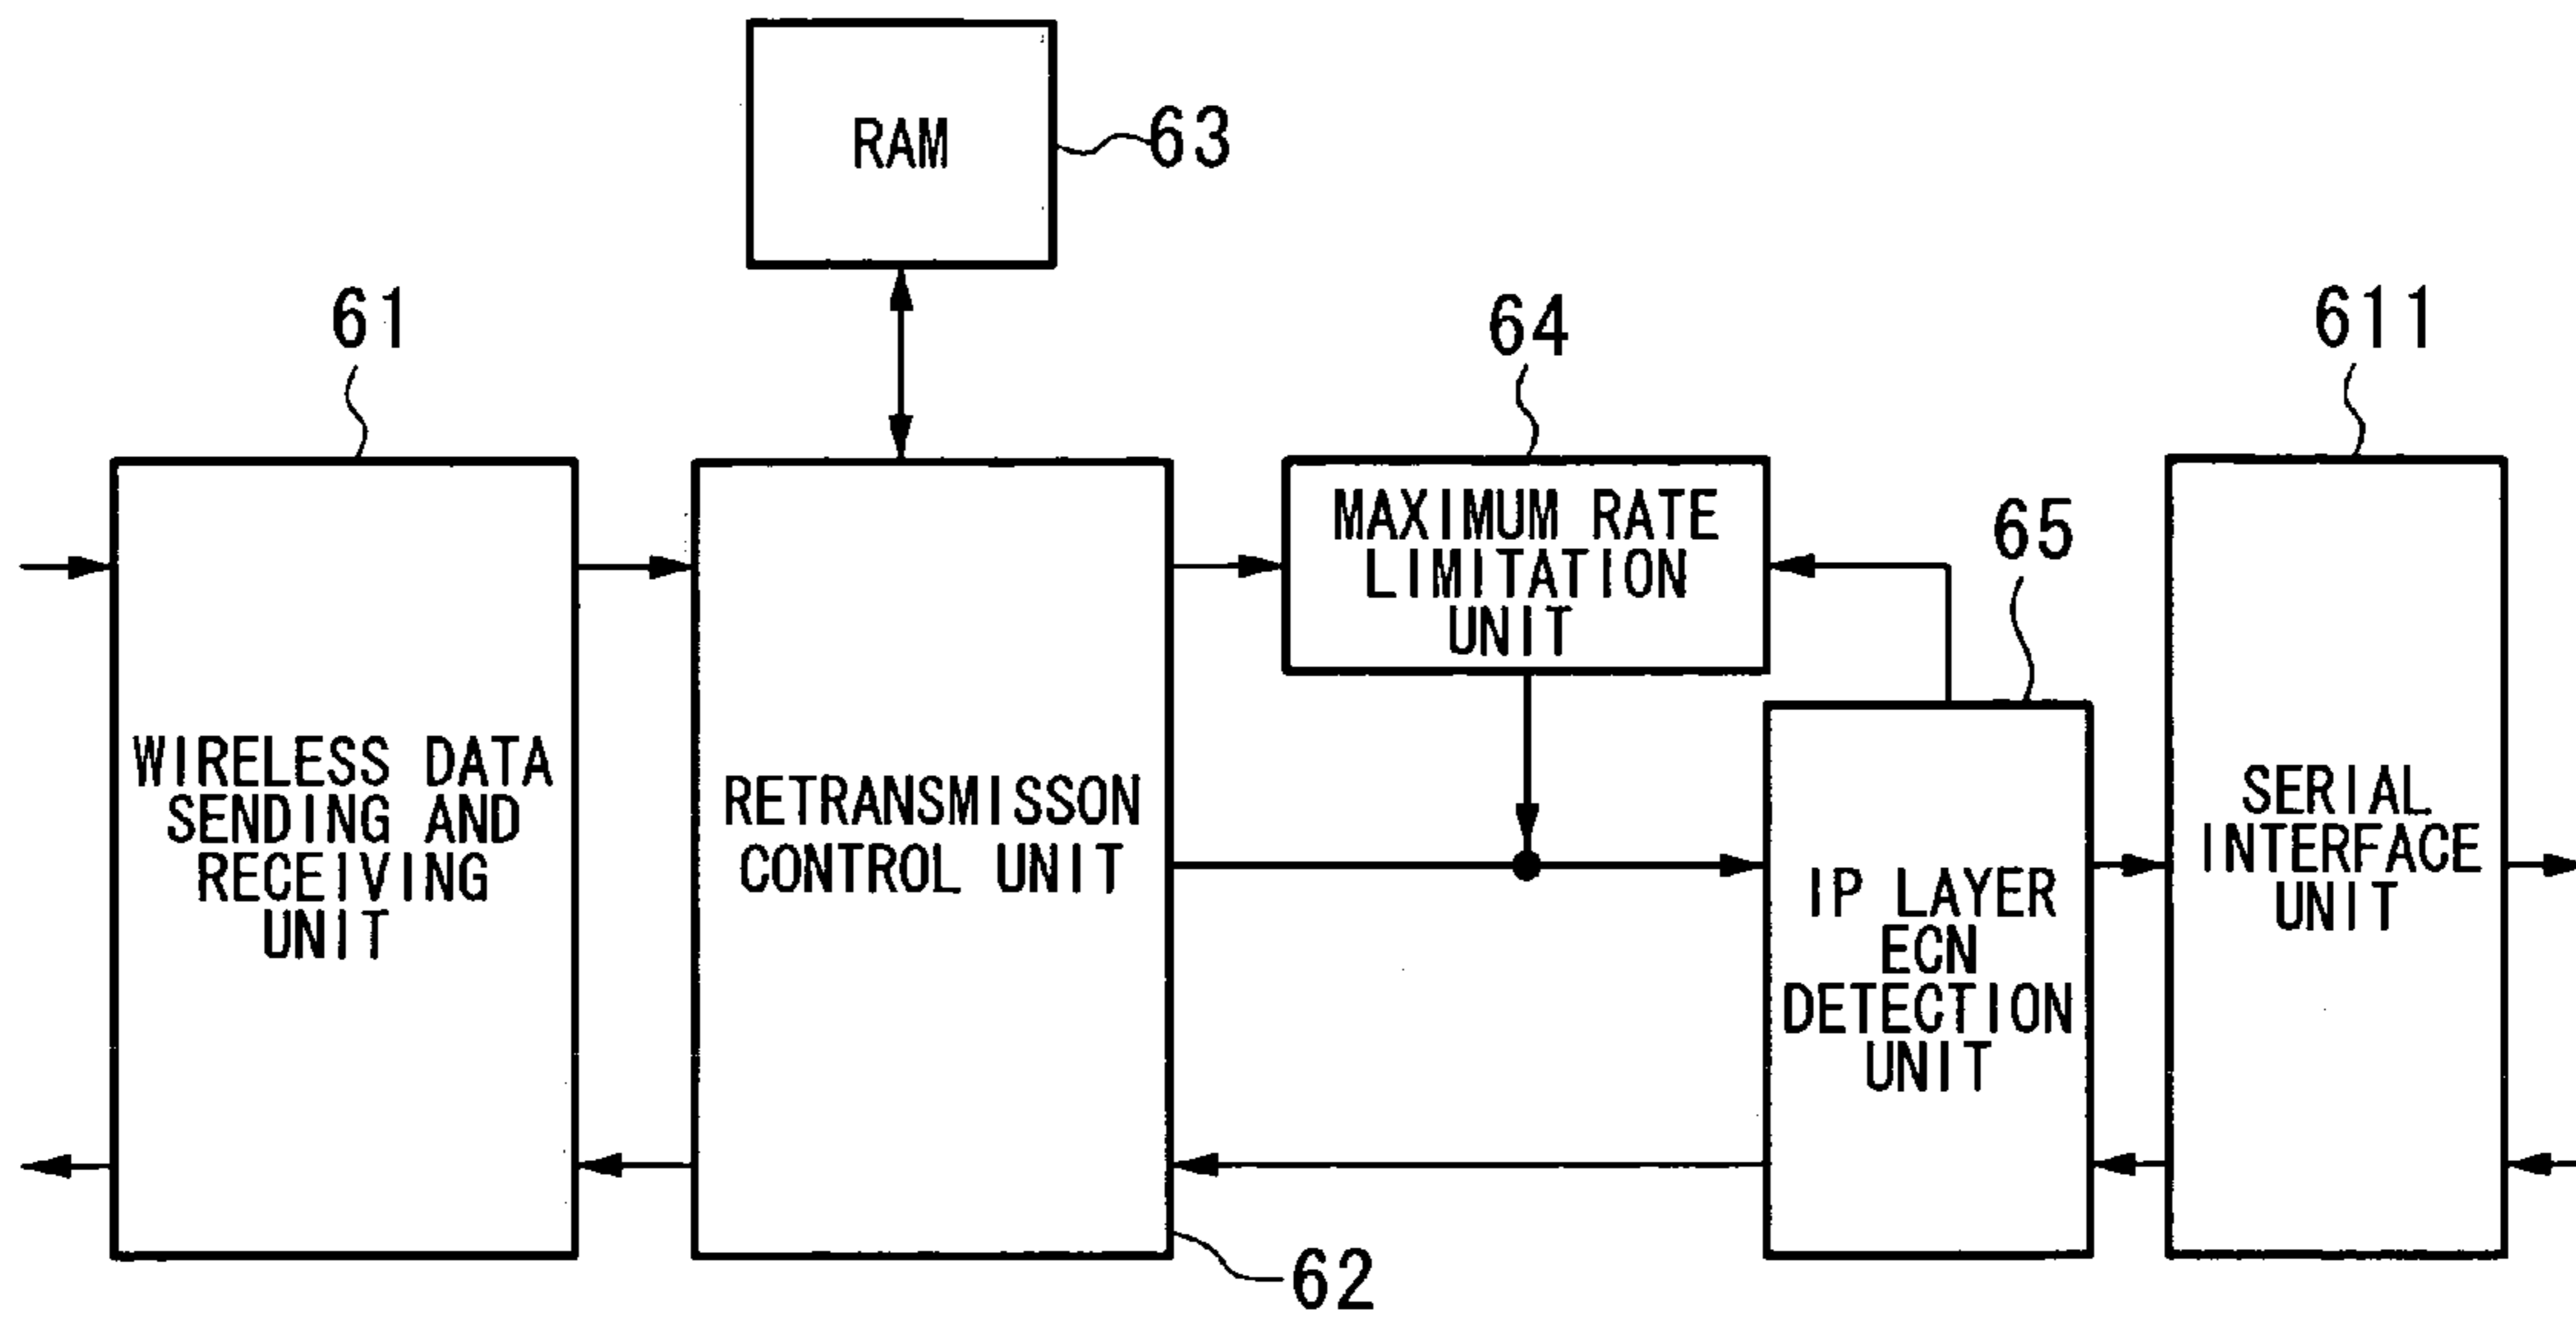 RAM
63
61
64
611
MAXIMUM RATE
LIMITATION
UNIT
65
WIRELESS DATA
SENDING AND
RECEIVING
UNIT
RETRANSMISSON
CONTROL UNIT
IP LAYER
ECN
DETECTION
UNIT
SERIAL
INTERFACE
UNIT
62